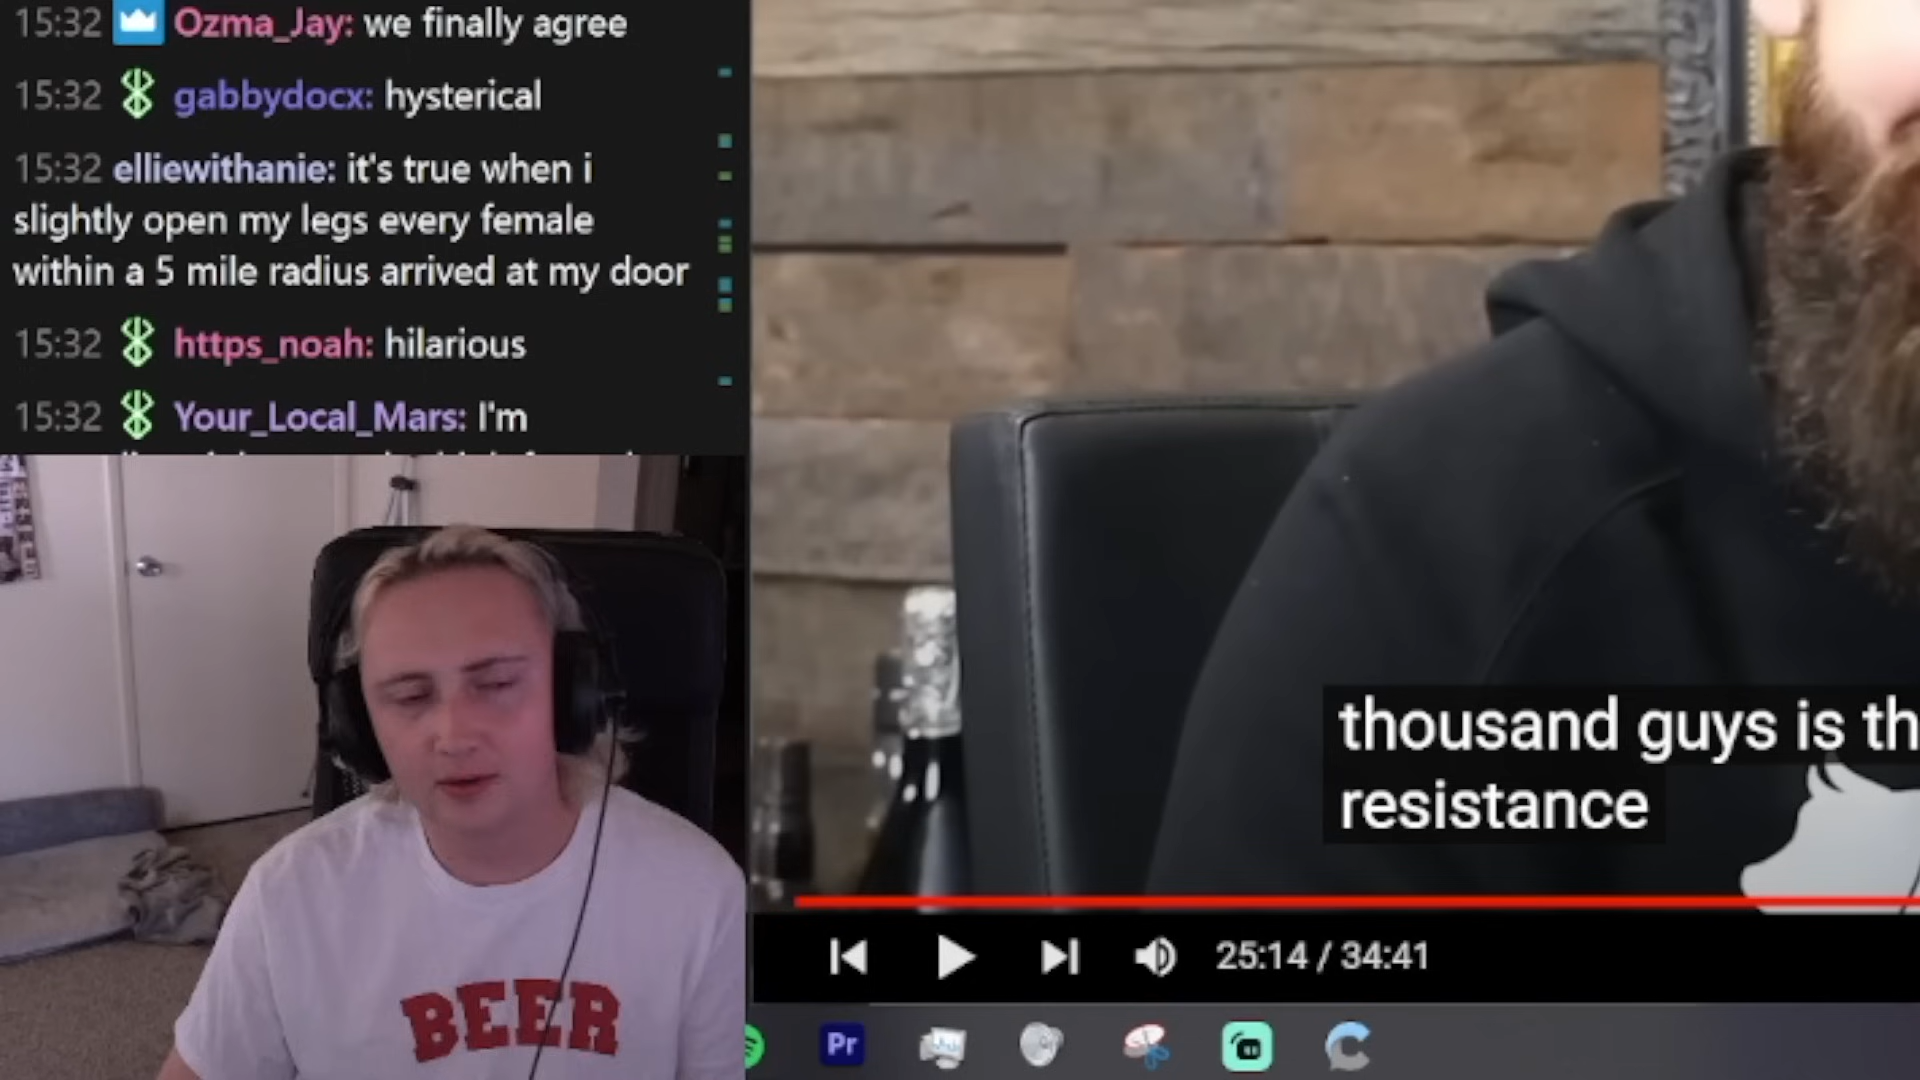 15:32 Ozma_Jay: we finally agree
15:32 gabbydocx: hysterical
15:32 elliewithanie: it's true when i
slightly open my legs every female
within a 5 mile radius arrived at my door
15:32 https_noah: hilarious
15:32 Your_Local_Mars: I'm
thousand guys is th
resistance
25:14 / 34:41
Pr
BEER